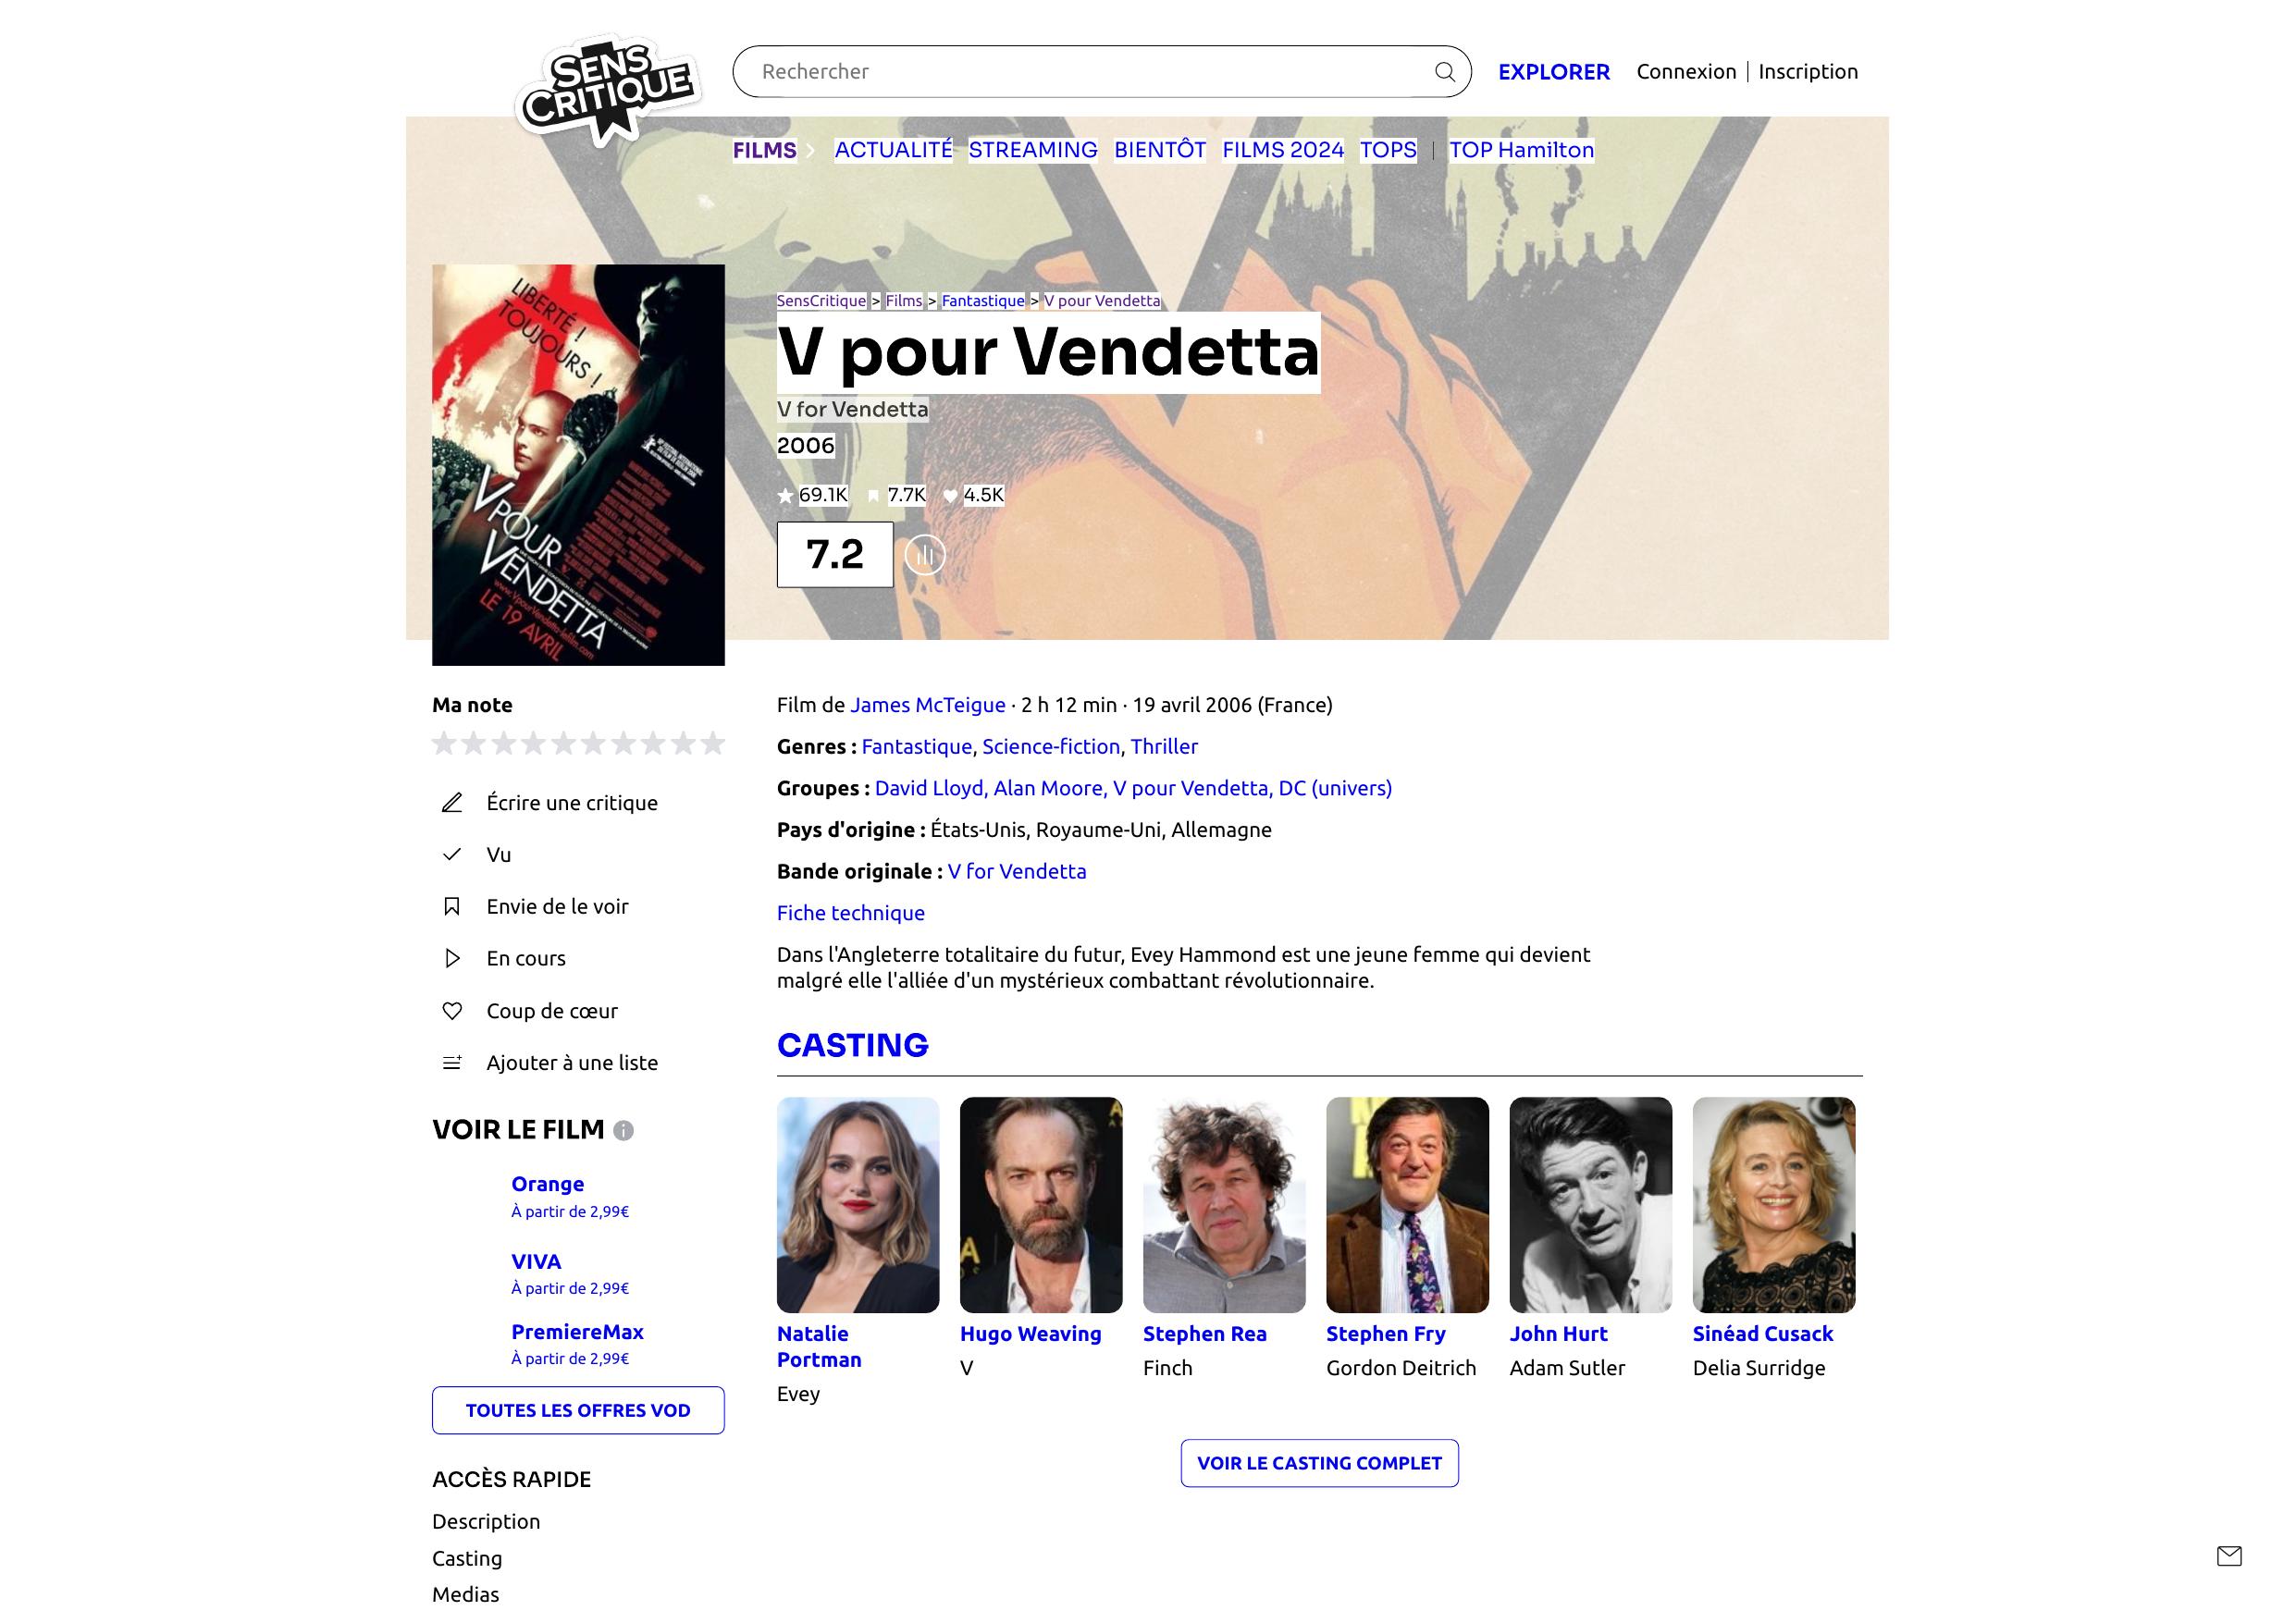 SENS
CRITIQUE
Rechercher
EXPLORER
Connexion | Inscription
FILMS
ACTUALITÉ STREAMING BIENTÔT FILMS 2024 TOPS | TOP Hamilton
LIBERTÉ !
TOUJOURS !
V POUR
VENDETTA
LE 19 AVRIL
SensCritique > Films > Fantastique > V pour Vendetta
V pour Vendetta
V for Vendetta
2006
69.1K 7.7K 4.5K
7.2
Ma note
Écrire une critique
Vu
Envie de le voir
En cours
Coup de cœur
Ajouter à une liste
VOIR LE FILM
Orange
À partir de 2,99€
VIVA
À partir de 2,99€
PremiereMax
À partir de 2,99€
TOUTES LES OFFRES VOD
ACCÈS RAPIDE
Description
Casting
Medias
Film de James McTeigue · 2 h 12 min · 19 avril 2006 (France)
Genres : Fantastique, Science-fiction, Thriller
Groupes : David Lloyd, Alan Moore, V pour Vendetta, DC (univers)
Pays d'origine : États-Unis, Royaume-Uni, Allemagne
Bande originale : V for Vendetta
Fiche technique
Dans l'Angleterre totalitaire du futur, Evey Hammond est une jeune femme qui devient
malgré elle l'alliée d'un mystérieux combattant révolutionnaire.
CASTING
Natalie
Portman
Evey
Hugo Weaving
V
Stephen Rea
Finch
Stephen Fry
Gordon Deitrich
John Hurt
Adam Sutler
Sinéad Cusack
Delia Surridge
VOIR LE CASTING COMPLET